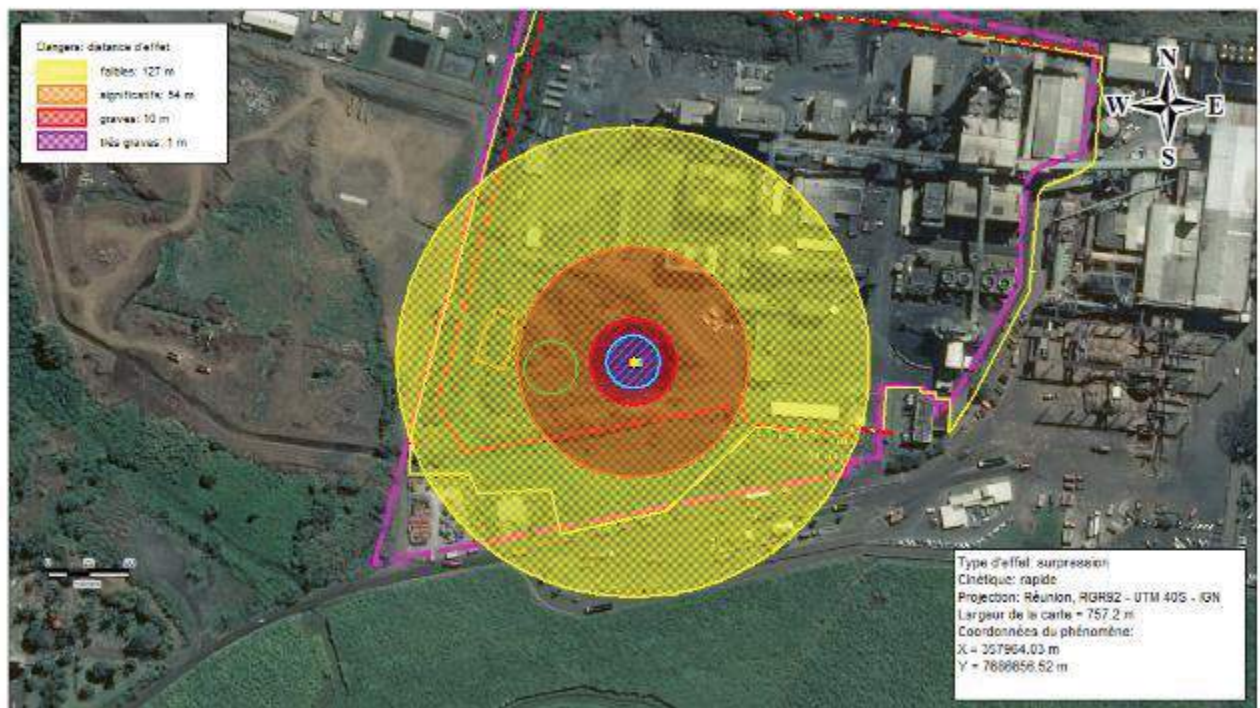 Dangers: distance d'effet
faibles: 127 m
significatifs: 54 m
graves: 10 m
très graves: 1 m
N
W E
S
Type d'effet: surpression
Cinétique: rapide
Projection: Réunion, RGR92 - UTM 40S - IGN
Largeur de la carte = 757.2 m
Coordonnées du phénomène:
X = 357964.03 m
Y = 7666656.52 m